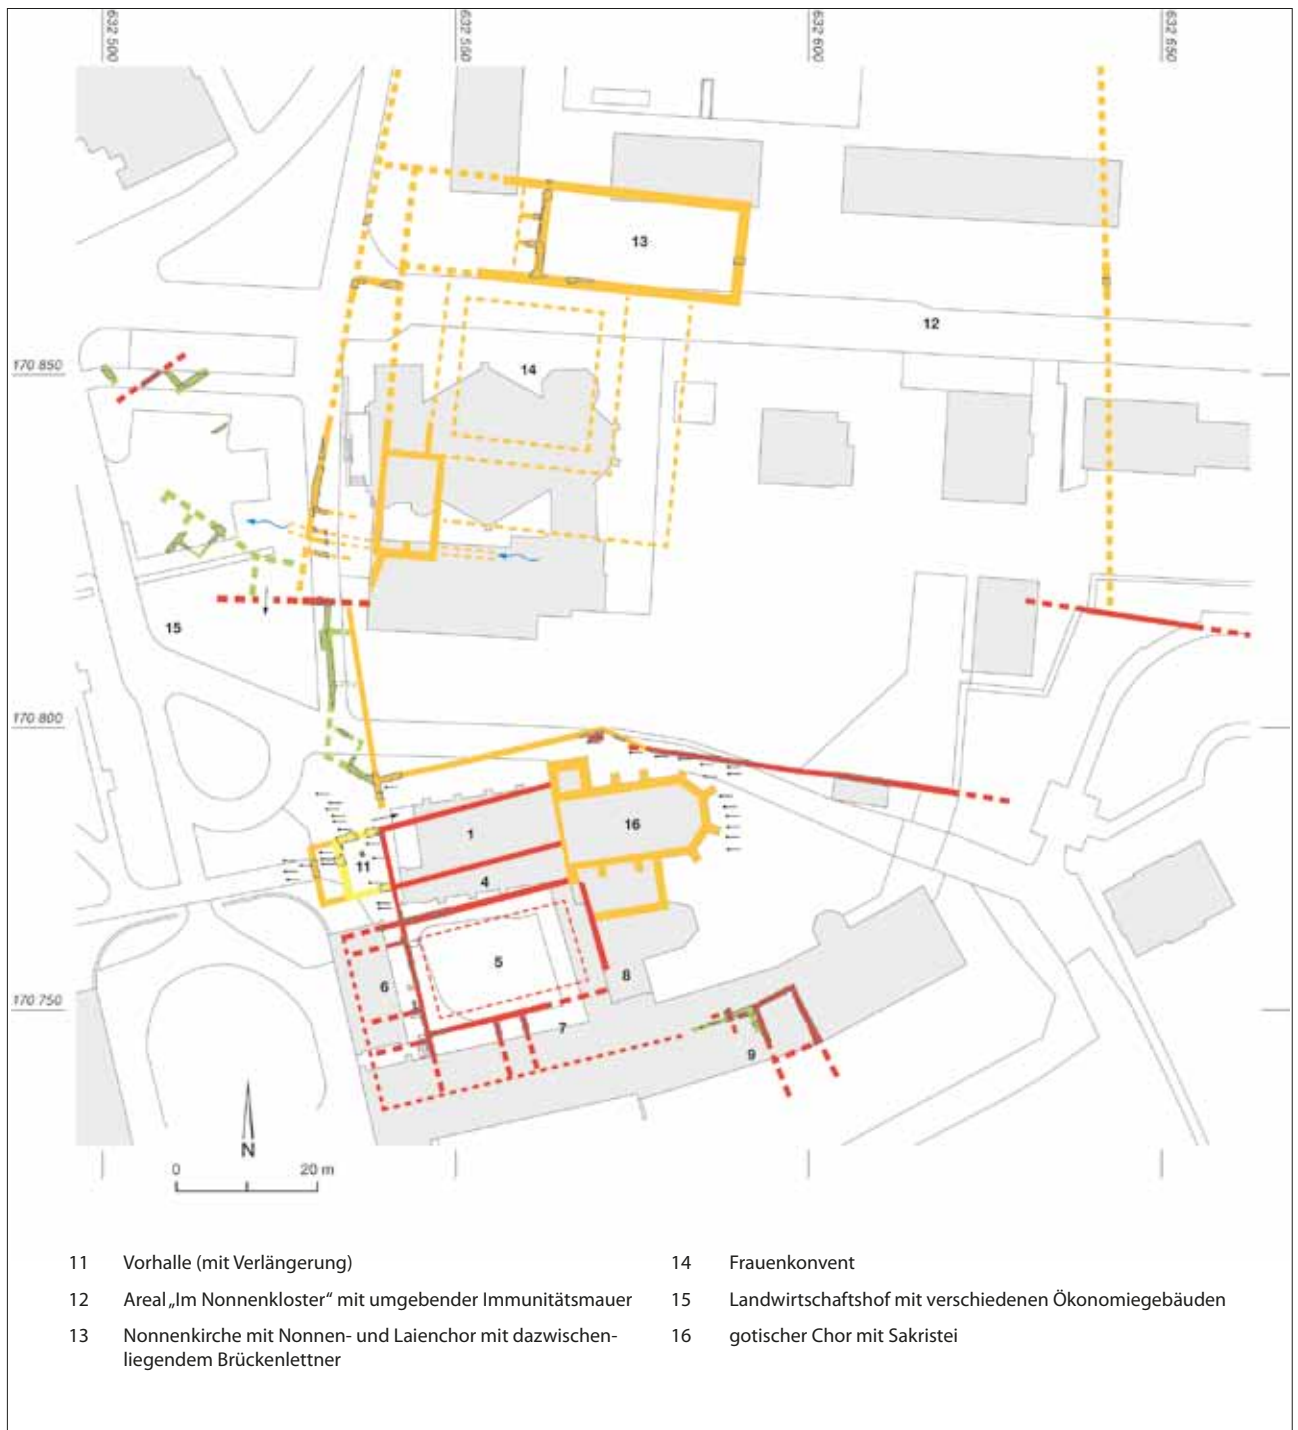 632 500
632 550
632 600
632 650
13
12
170 850
14
15
170 800
1
16
11
4
5
6
8
170 750
7
9
N
0 20 m
11 Vorhalle (mit Verlängerung)
12 Areal „Im Nonnenkloster“ mit umgebender Immunitätsmauer
13 Nonnenkirche mit Nonnen- und Laienchor mit dazwischen-
liegendem Brückenlettner
14 Frauenkonvent
15 Landwirtschaftshof mit verschiedenen Ökonomiegebäuden
16 gotischer Chor mit Sakristei